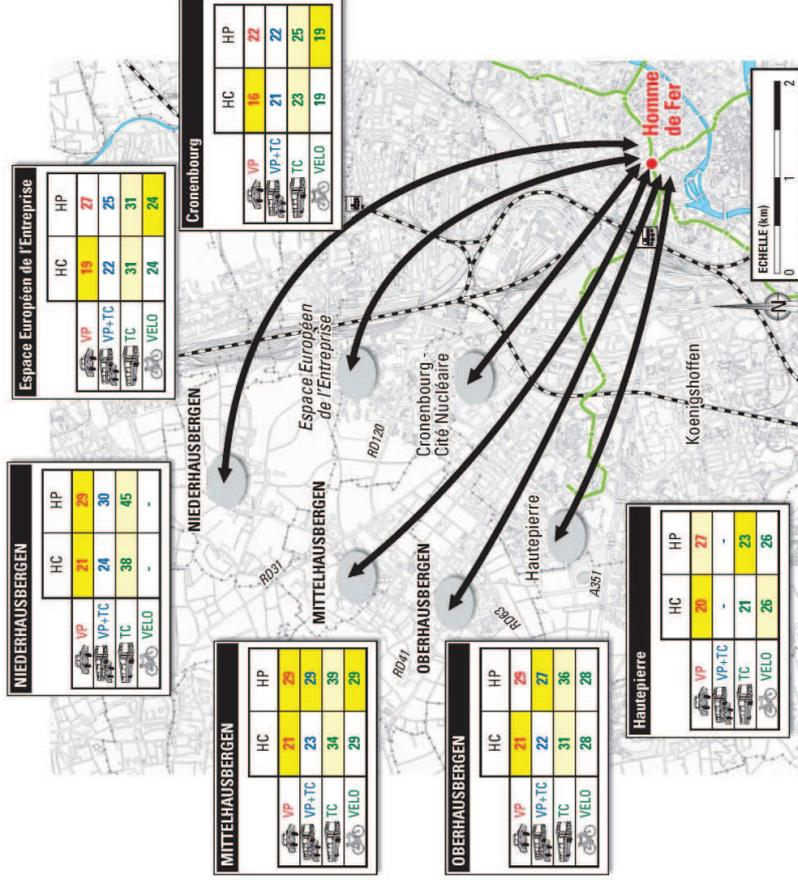 Espace Européen de l'Entreprise
HC HP
VP 19 27
VP+TC 22 25
TC 31 31
VELO 24 24
Cronenbourg
HC HP
VP 16 22
VP+TC 21 22
TC 23 25
VELO 19 19
NIEDERHAUSBERGEN
HC HP
VP 21 29
VP+TC 24 30
TC 38 45
VELO - -
MITTELHAUSBERGEN
HC HP
VP 21 29
VP+TC 23 29
TC 34 39
VELO 29 29
OBERHAUSBERGEN
HC HP
VP 21 29
VP+TC 22 27
TC 31 36
VELO 28 28
Hautepierre
HC HP
VP 20 27
VP+TC - -
TC 21 23
VELO 26 26
NIEDERHAUSBERGEN
Espace Européen
de l'Entreprise
RD120
RD31
MITTELHAUSBERGEN
Cronenbourg -
Cité Nucléaire
RD41
OBERHAUSBERGEN
RD63
Hautepierre
A351
Koenigshoffen
Homme
de Fer
ECHELLE (km)
0 1 2
N